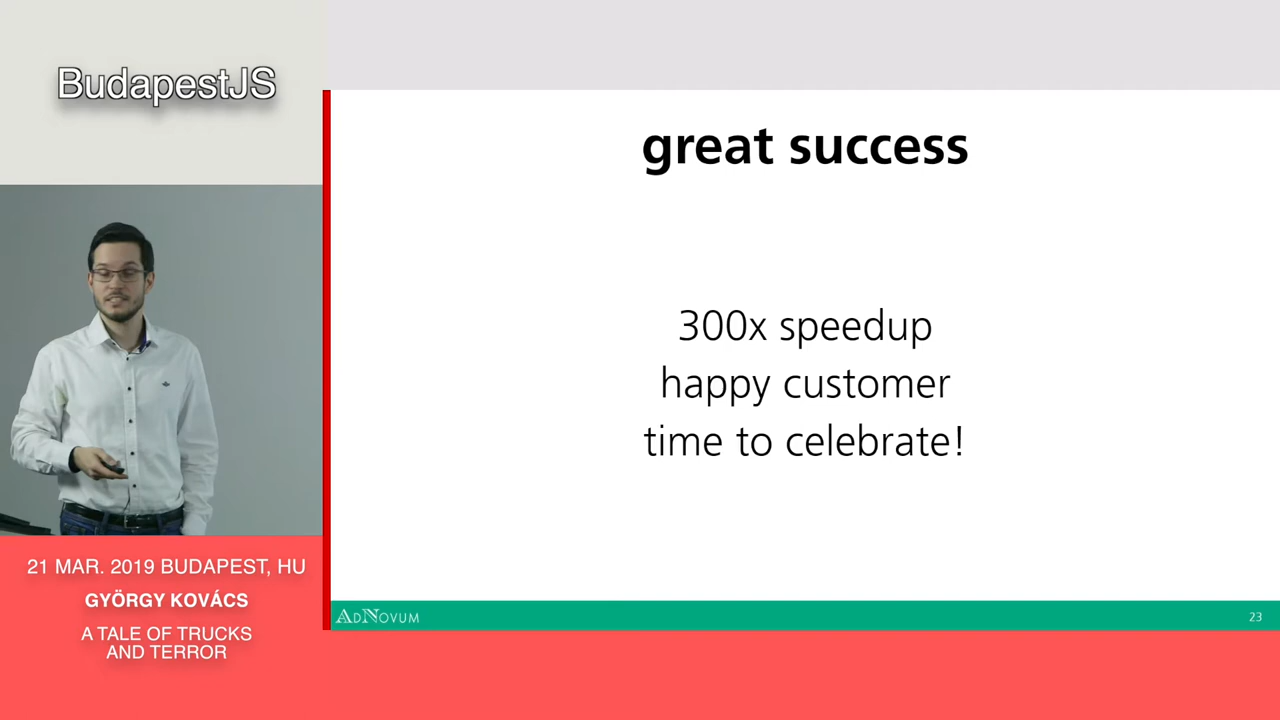 BudapestJS
great success
300x speedup
happy customer
time to celebrate!
21 MAR. 2019 BUDAPEST, HU
GYÖRGY KOVÁCS
A TALE OF TRUCKS
AND TERROR
ADNOVUM
23